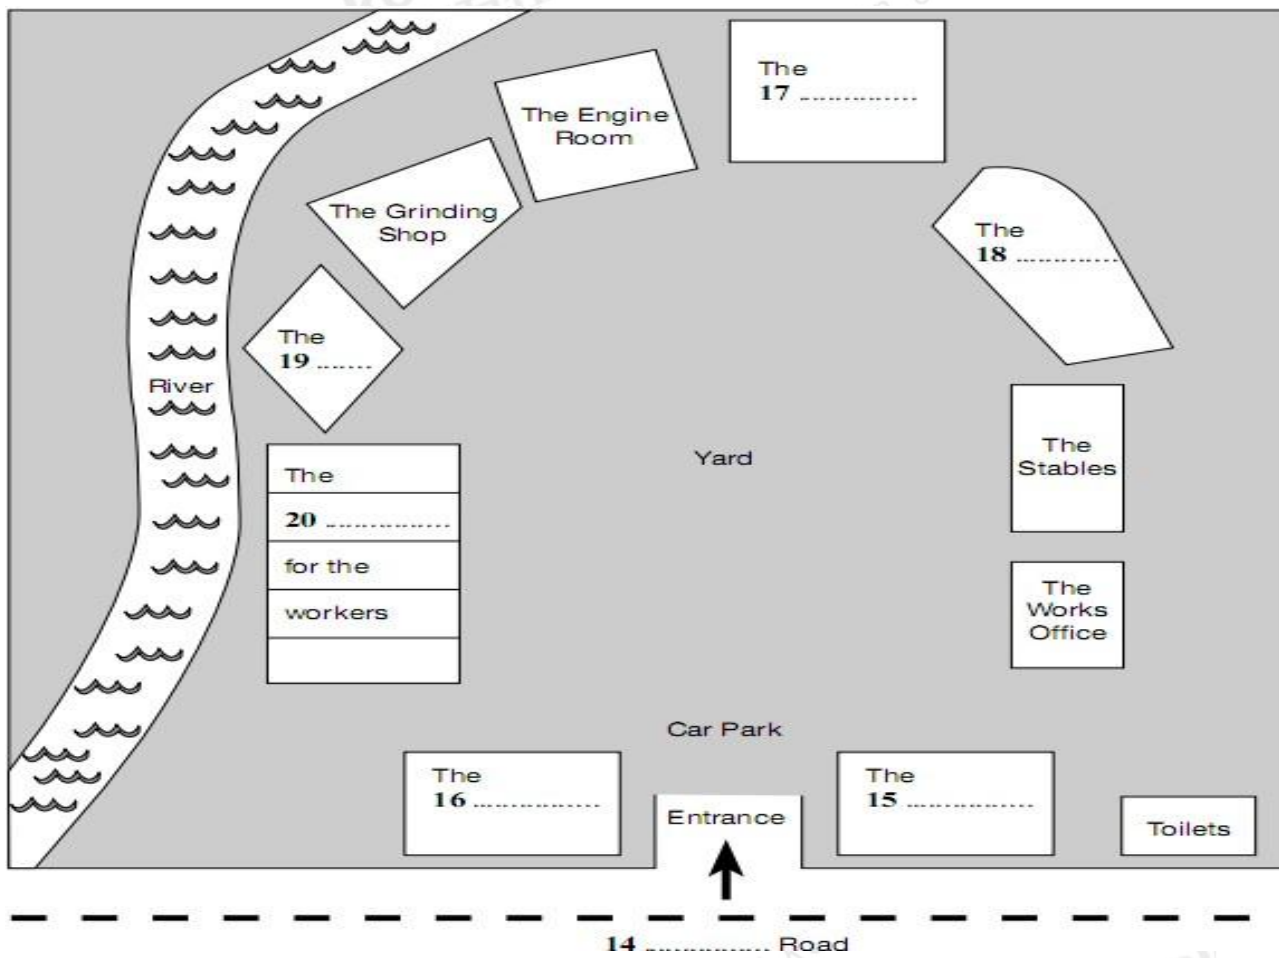 The
17 ....................
The Engine
Room
The Grinding
Shop
The
18 ....................
The
19 ..........
River
The
Stables
Yard
The
20 ....................
for the
workers
The
Works
Office
Car Park
The
16 ....................
Entrance
The
15 ....................
Toilets
14 .................... Road